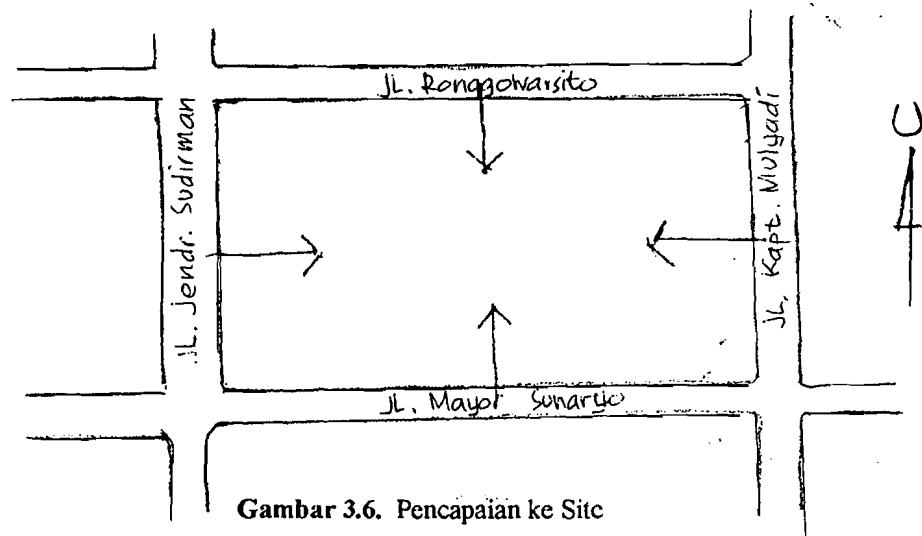 JL. Ronggowarsito
JL. Jendr. Sudirman
JL. Kapt. Mulyadi
U
JL. Mayor Sunaryo
Gambar 3.6. Pencapaian ke Site